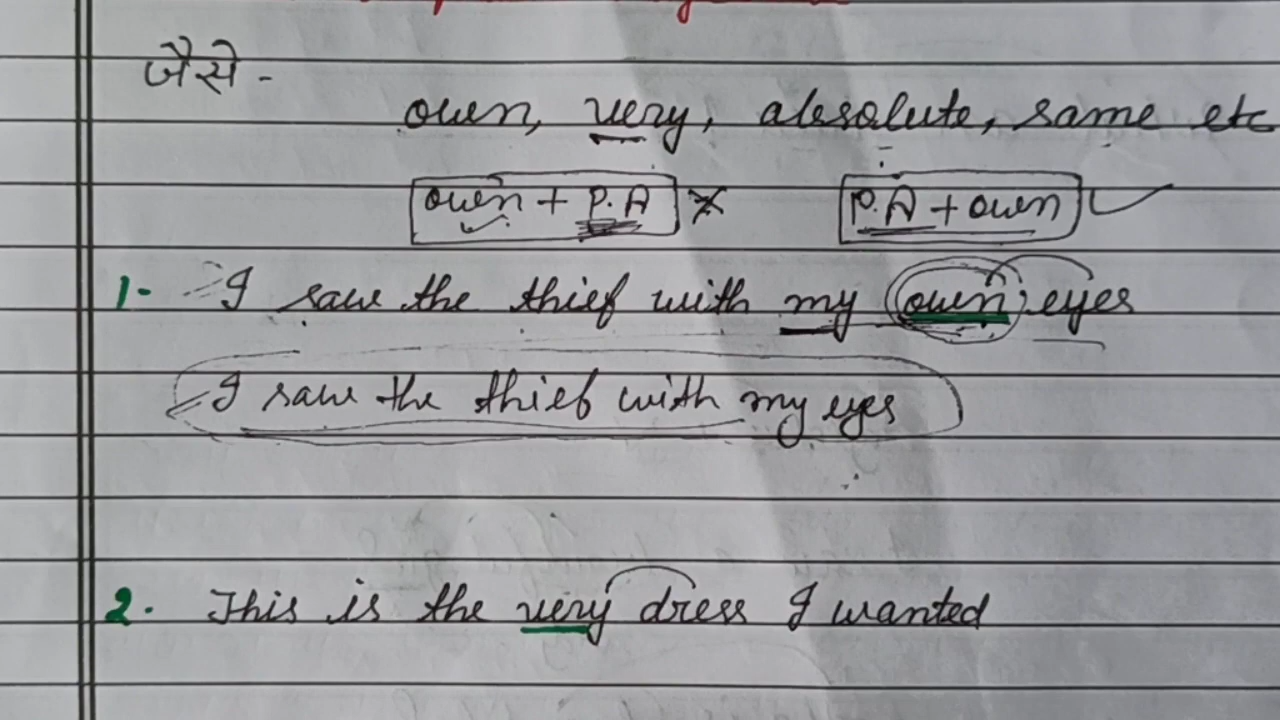 जैसे -
own, very, absolute, same etc
own + P.A × P.A + own ✓
1. I saw the thief with my own eyes
I saw the thief with my eyes
2. This is the very dress I wanted